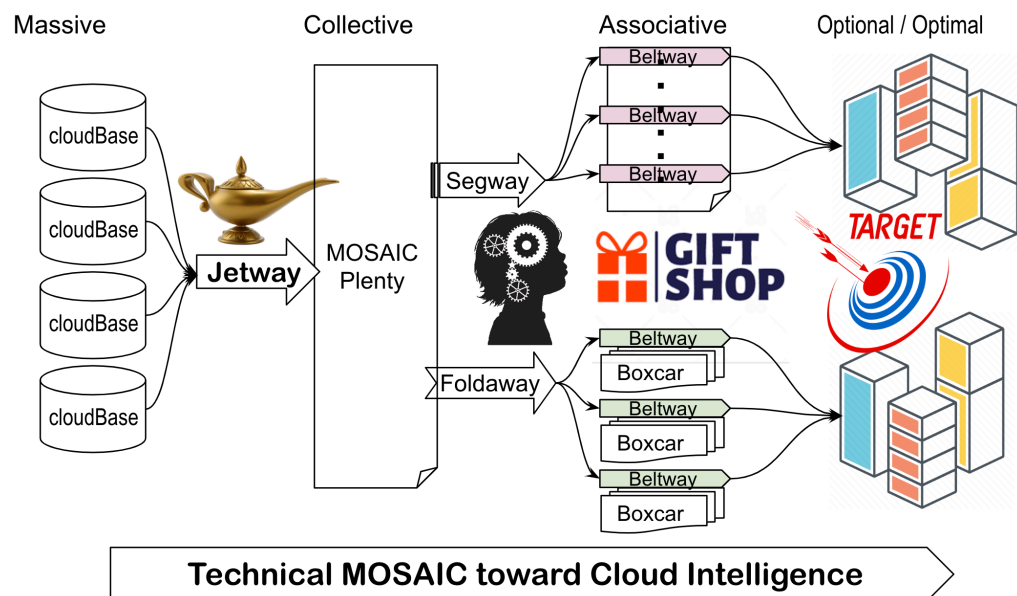 Massive
Collective
Associative
Optional / Optimal
cloudBase
cloudBase
cloudBase
cloudBase
Jetway
MOSAIC
Plenty
Segway
Beltway
Beltway
Beltway
GIFT
SHOP
TARGET
Foldaway
Beltway
Boxcar
Beltway
Boxcar
Beltway
Boxcar
Technical MOSAIC toward Cloud Intelligence